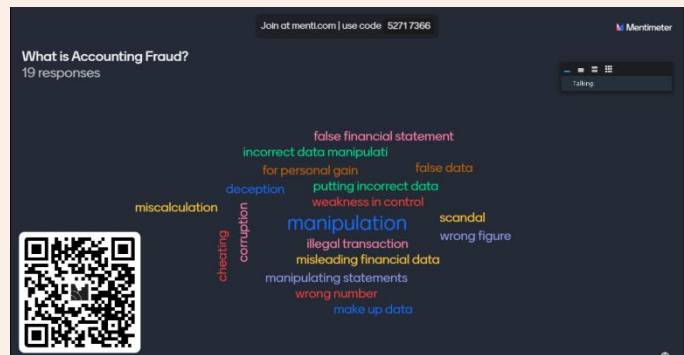 Join at menti.com | use code 5271 7366
Mentimeter
What is Accounting Fraud?
19 responses
Talking:
false financial statement
incorrect data manipulati
for personal gain
false data
deception
putting incorrect data
miscalculation
weakness in control
manipulation
scandal
corruption
cheating
illegal transaction
wrong figure
misleading financial data
manipulating statements
wrong number
make up data